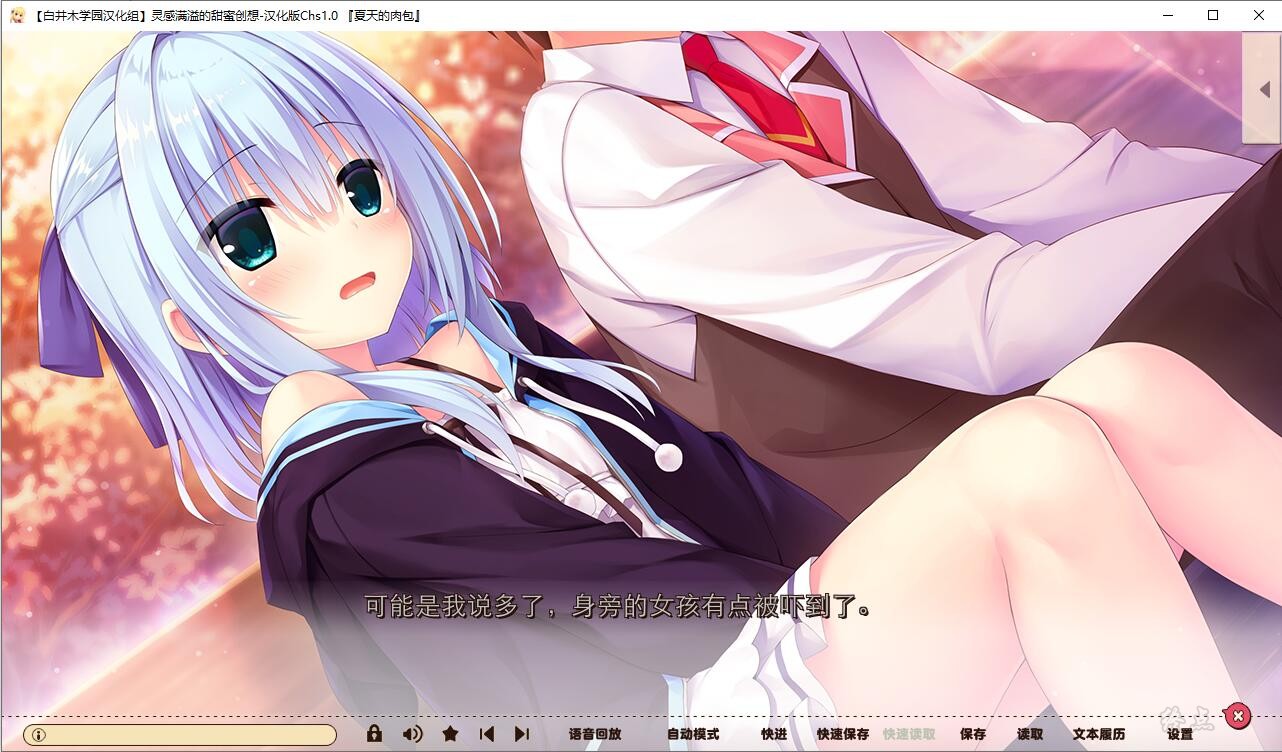 【白井木学园汉化组】灵感满溢的甜蜜创想-汉化版Chs1.0 『夏天的肉包』
可能是我说多了，身旁的女孩有点被吓到了。
语音回放 自动模式 快进 快速保存 快速读取 保存 读取 文本履历 设置